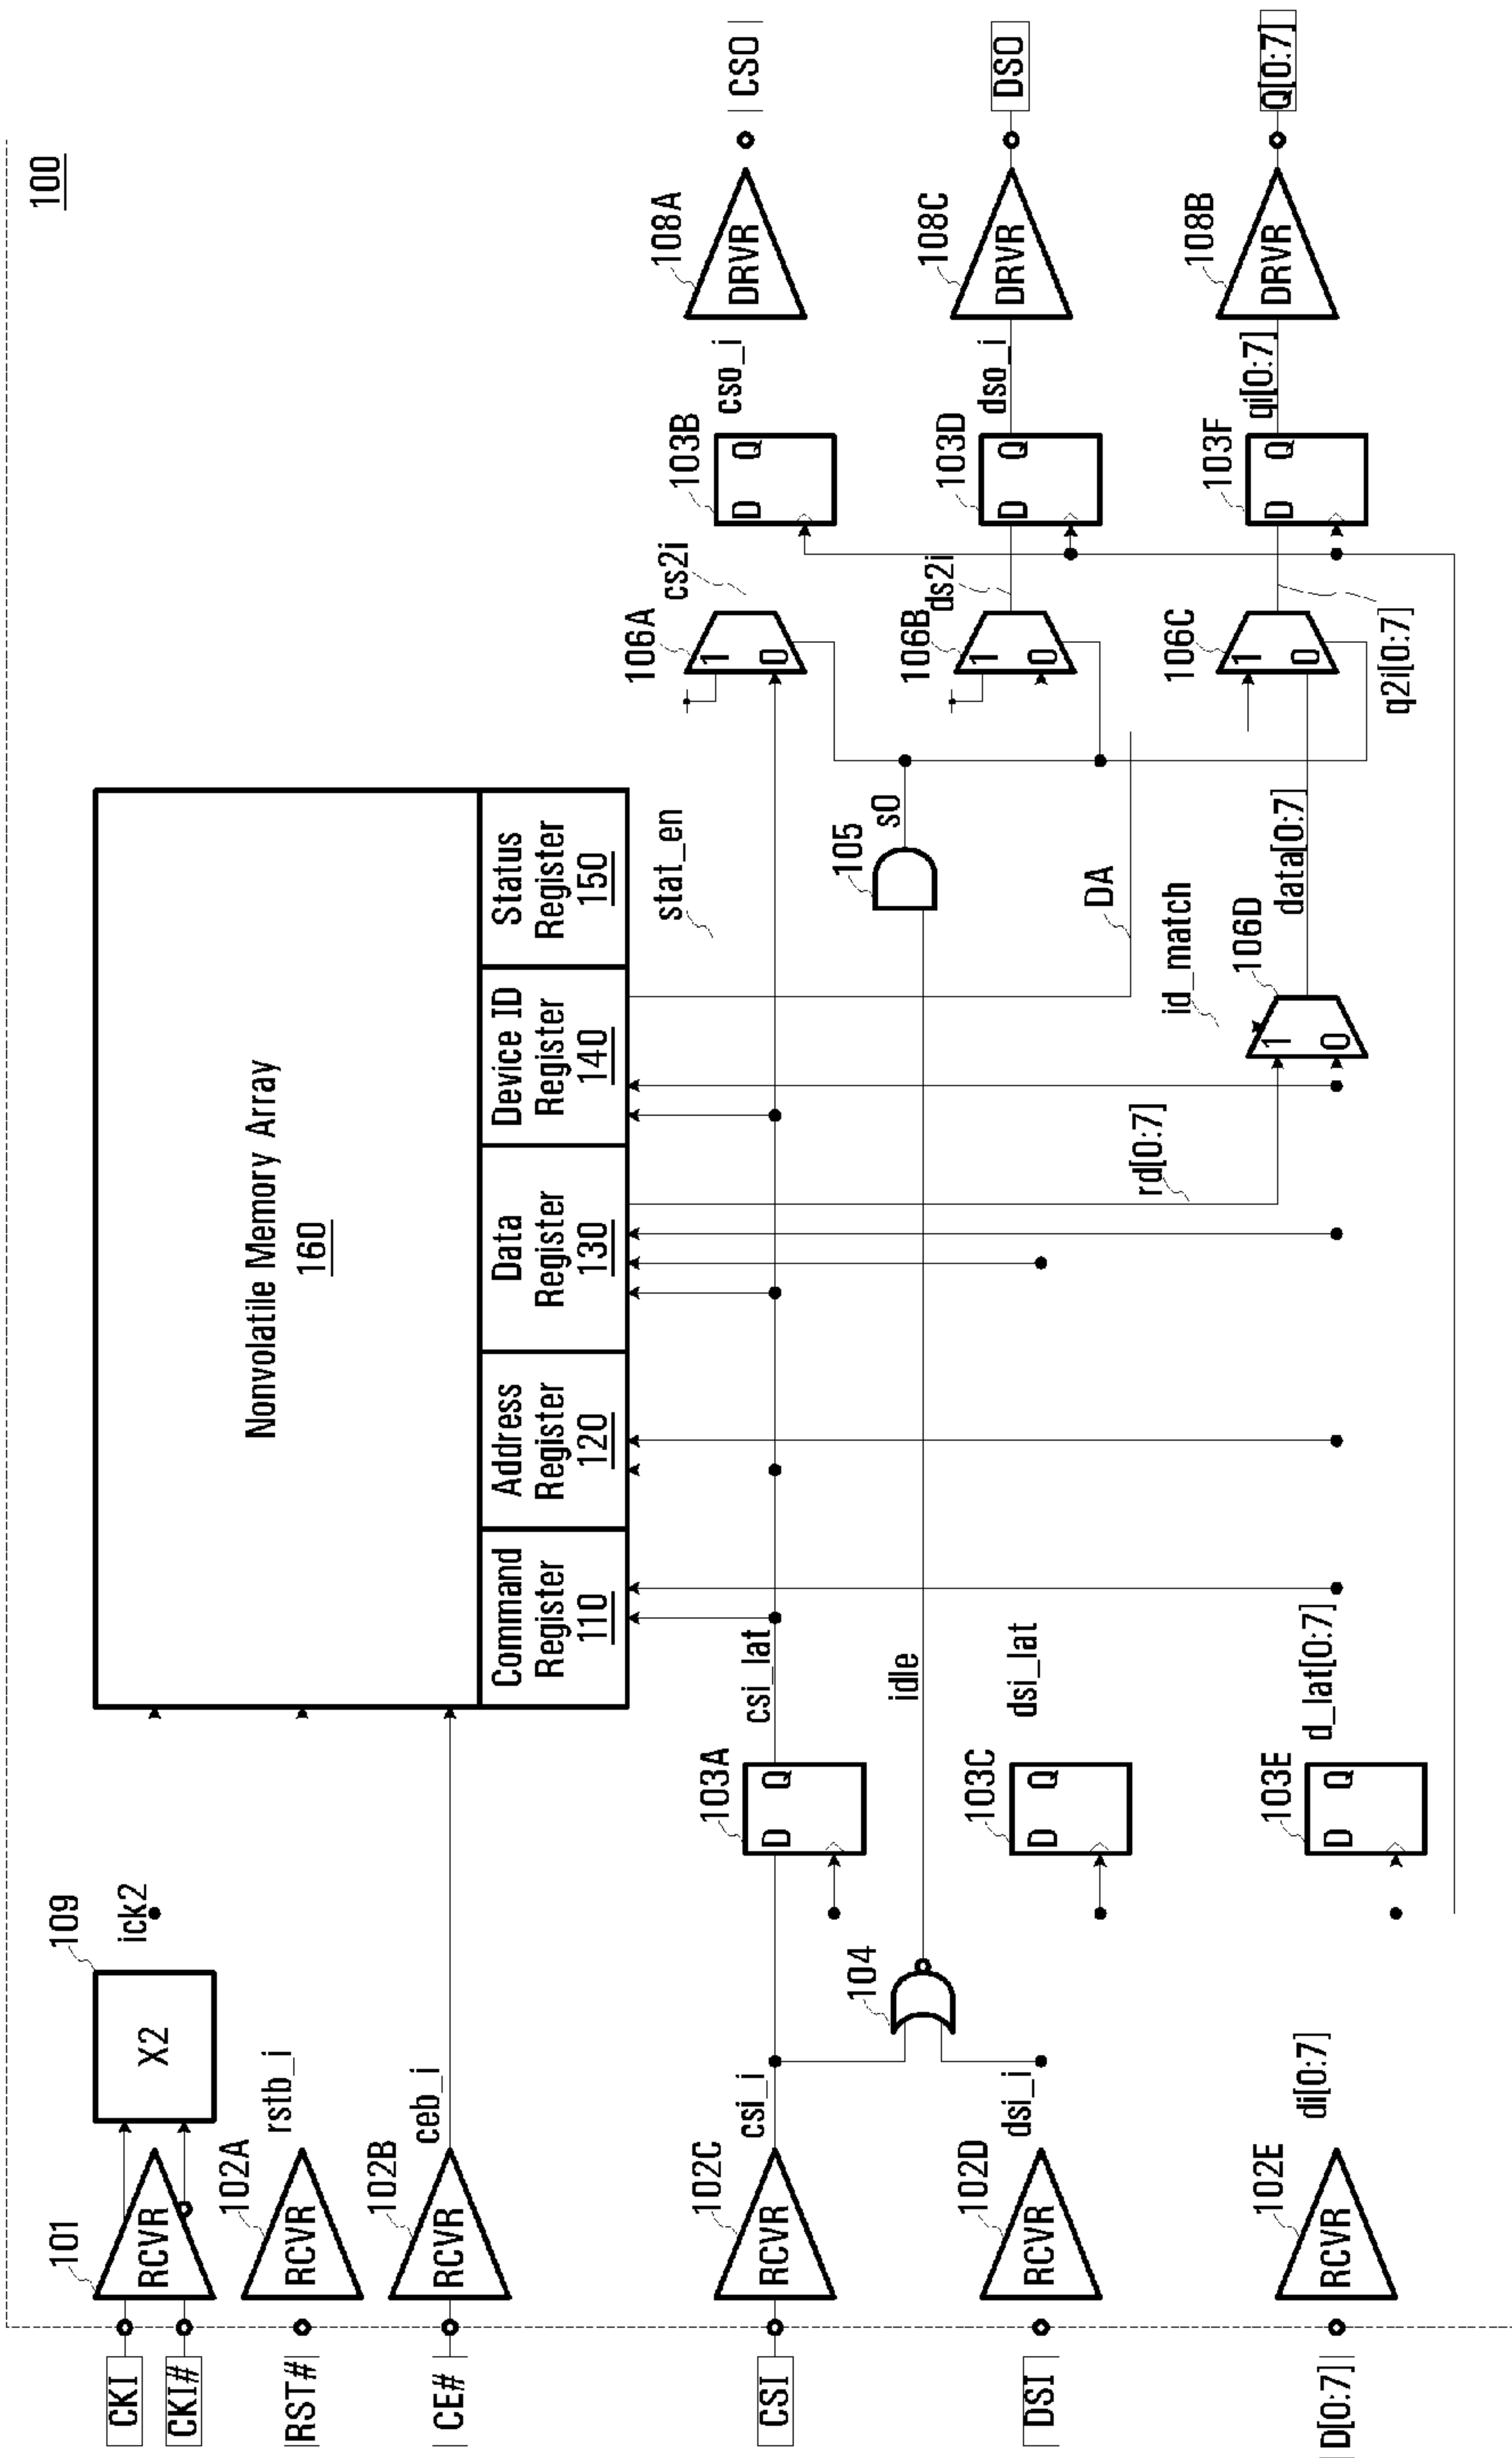 100
CKI
CKI#
RST#
CE#
CSI
DSI
D[0:7]
101
RCVR
102A
RCVR
102B
RCVR
102C
RCVR
102D
RCVR
102E
RCVR
109
X2
ick2
rstb_i
ceb_i
csi_i
dsi_i
di[0:7]
104
idle
103A
D Q
103C
D Q
103E
D Q
csi_lat
dsi_lat
d_lat[0:7]
Nonvolatile Memory Array
160
Command
Register
110
Address
Register
120
Data
Register
130
Device ID
Register
140
Status
Register
150
rd[0:7]
stat_en
id_match
106D
1
0
DA
105
s0
data[0:7]
106A
1
0
106B
1
0
106C
1
0
cs2i
ds2i
q2i[0:7]
103B
D Q
103D
D Q
103F
D Q
cso_i
dso_i
qi[0:7]
108A
DRVR
108C
DRVR
108B
DRVR
CSO
DSO
Q[0:7]